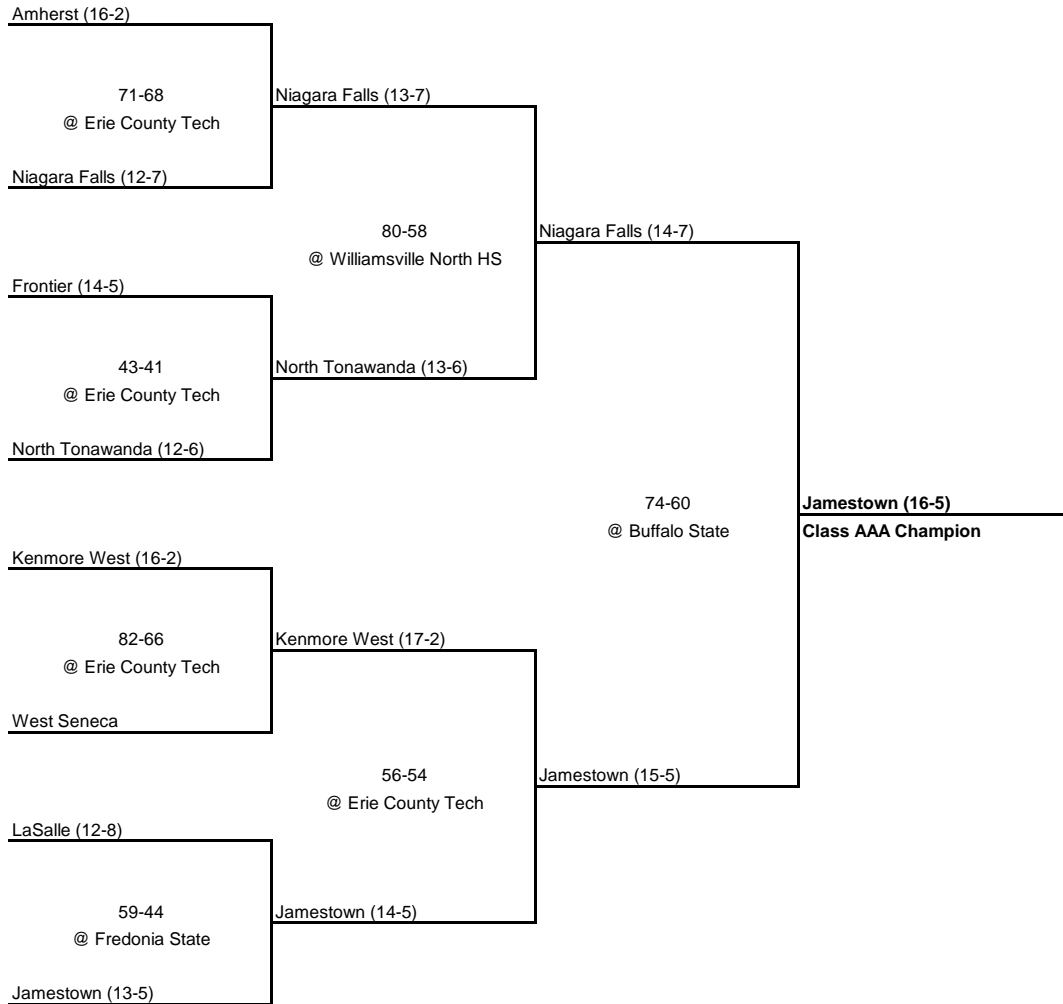 Amherst (16-2)
71-68
@ Erie County Tech
Niagara Falls (13-7)
Niagara Falls (12-7)
80-58
@ Williamsville North HS
Niagara Falls (14-7)
Frontier (14-5)
43-41
@ Erie County Tech
North Tonawanda (13-6)
North Tonawanda (12-6)
74-60
@ Buffalo State
Jamestown (16-5)
Class AAA Champion
Kenmore West (16-2)
82-66
@ Erie County Tech
Kenmore West (17-2)
West Seneca
56-54
@ Erie County Tech
Jamestown (15-5)
LaSalle (12-8)
59-44
@ Fredonia State
Jamestown (14-5)
Jamestown (13-5)